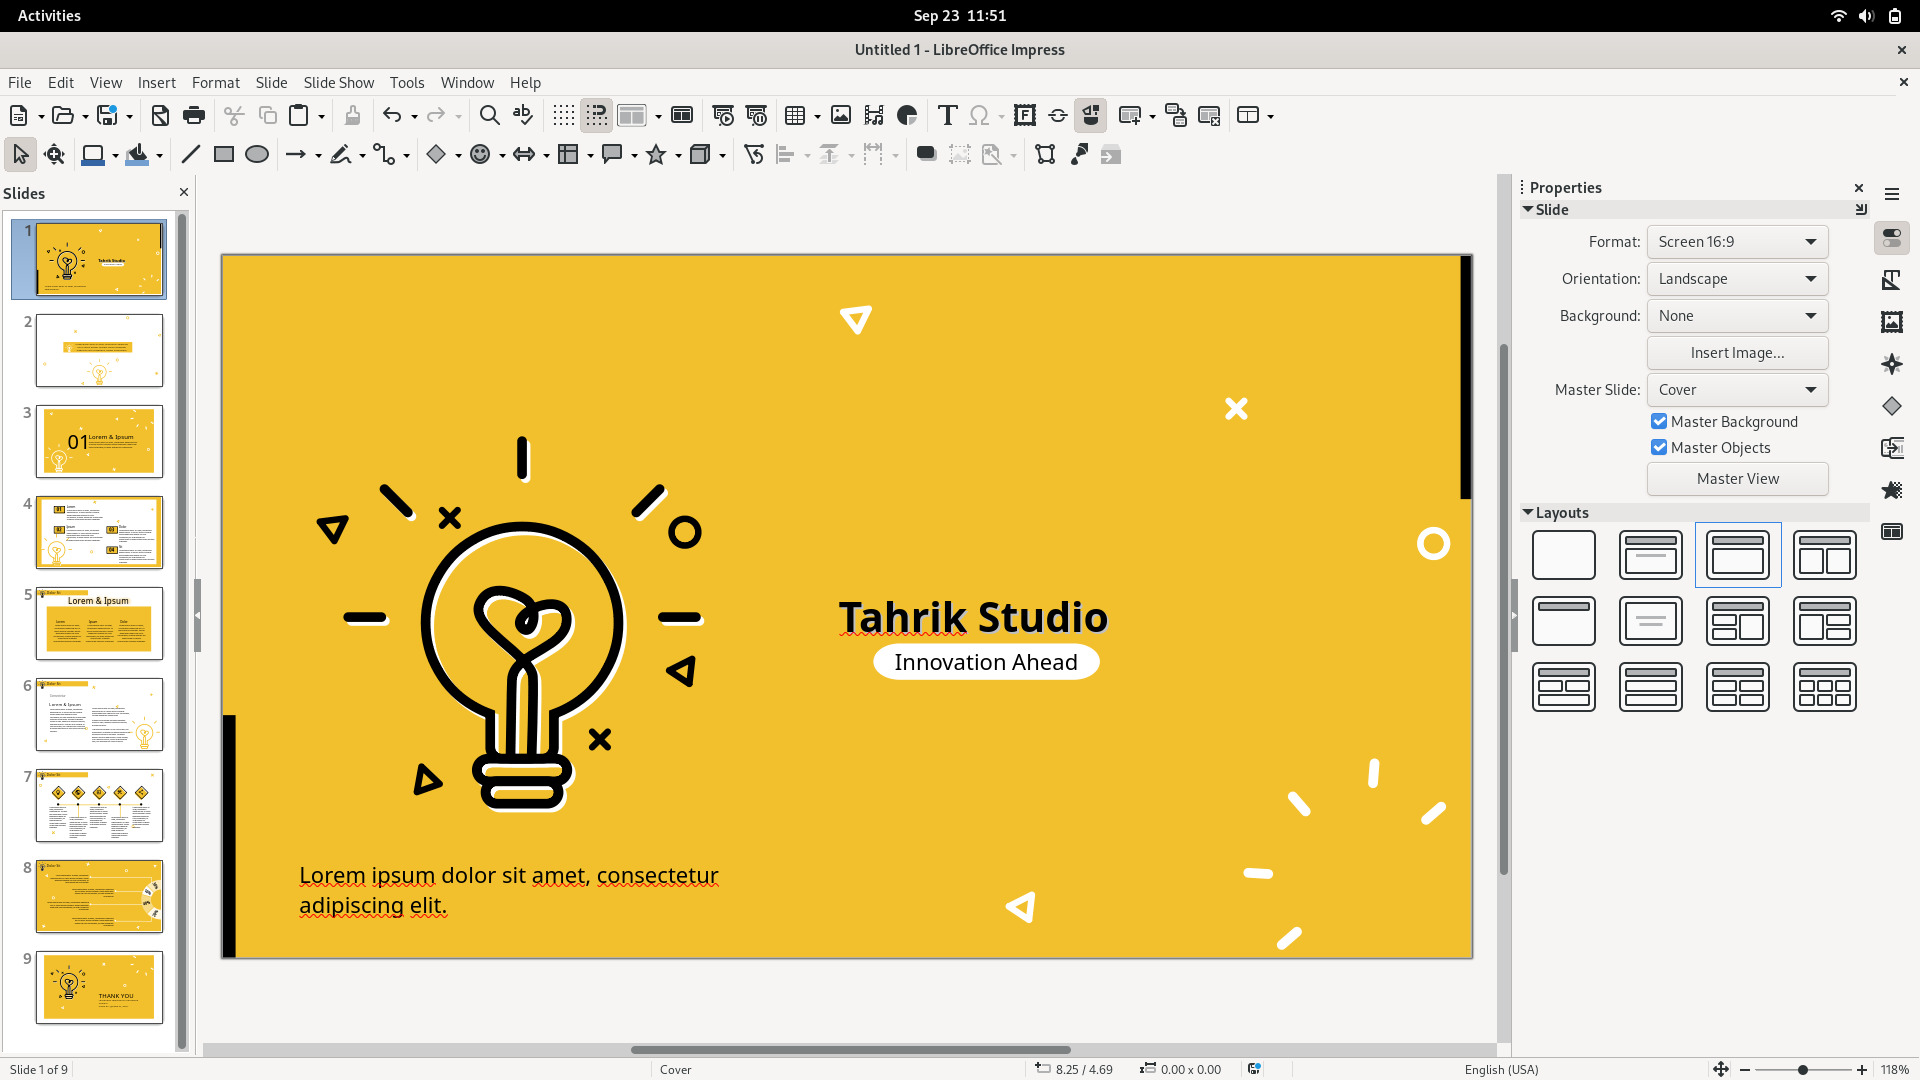 Activities
Sep 23 11:51
Untitled 1 - LibreOffice Impress
File Edit View Insert Format Slide Slide Show Tools Window Help
Slides
Properties
Slide
Format: Screen 16:9
Orientation: Landscape
Background: None
Insert Image...
Master Slide: Cover
Master Background
Master Objects
Master View
Layouts
1
2
3
01
Lorem & Ipsum
4
5
Lorem & Ipsum
6
7
8
9
THANK YOU
Tahrik Studio
Innovation Ahead
Lorem ipsum dolor sit amet, consectetur
adipiscing elit.
Slide 1 of 9
Cover
8.25 / 4.69
0.00 x 0.00
English (USA)
118%